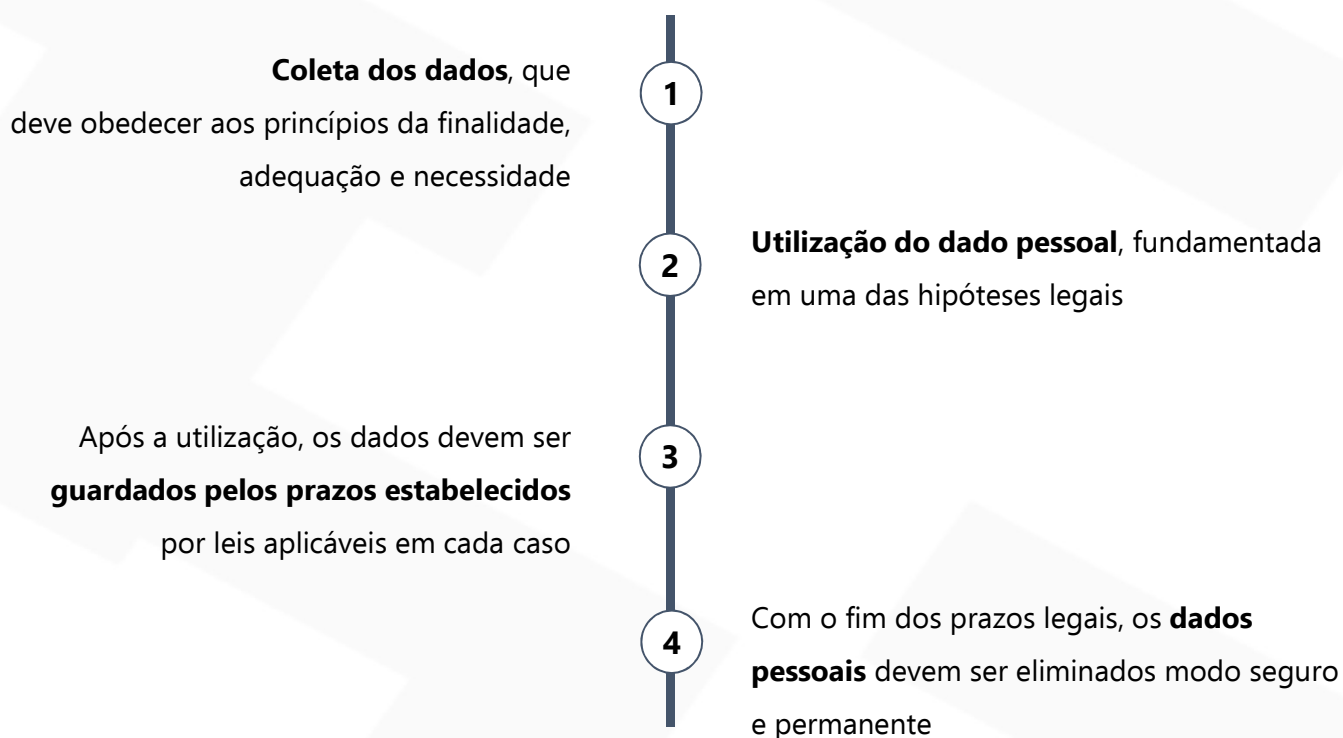 Coleta dos dados, que
deve obedecer aos princípios da finalidade,
adequação e necessidade
1
2
Utilização do dado pessoal, fundamentada
em uma das hipóteses legais
Após a utilização, os dados devem ser
guardados pelos prazos estabelecidos
por leis aplicáveis em cada caso
3
4
Com o fim dos prazos legais, os dados
pessoais devem ser eliminados modo seguro
e permanente